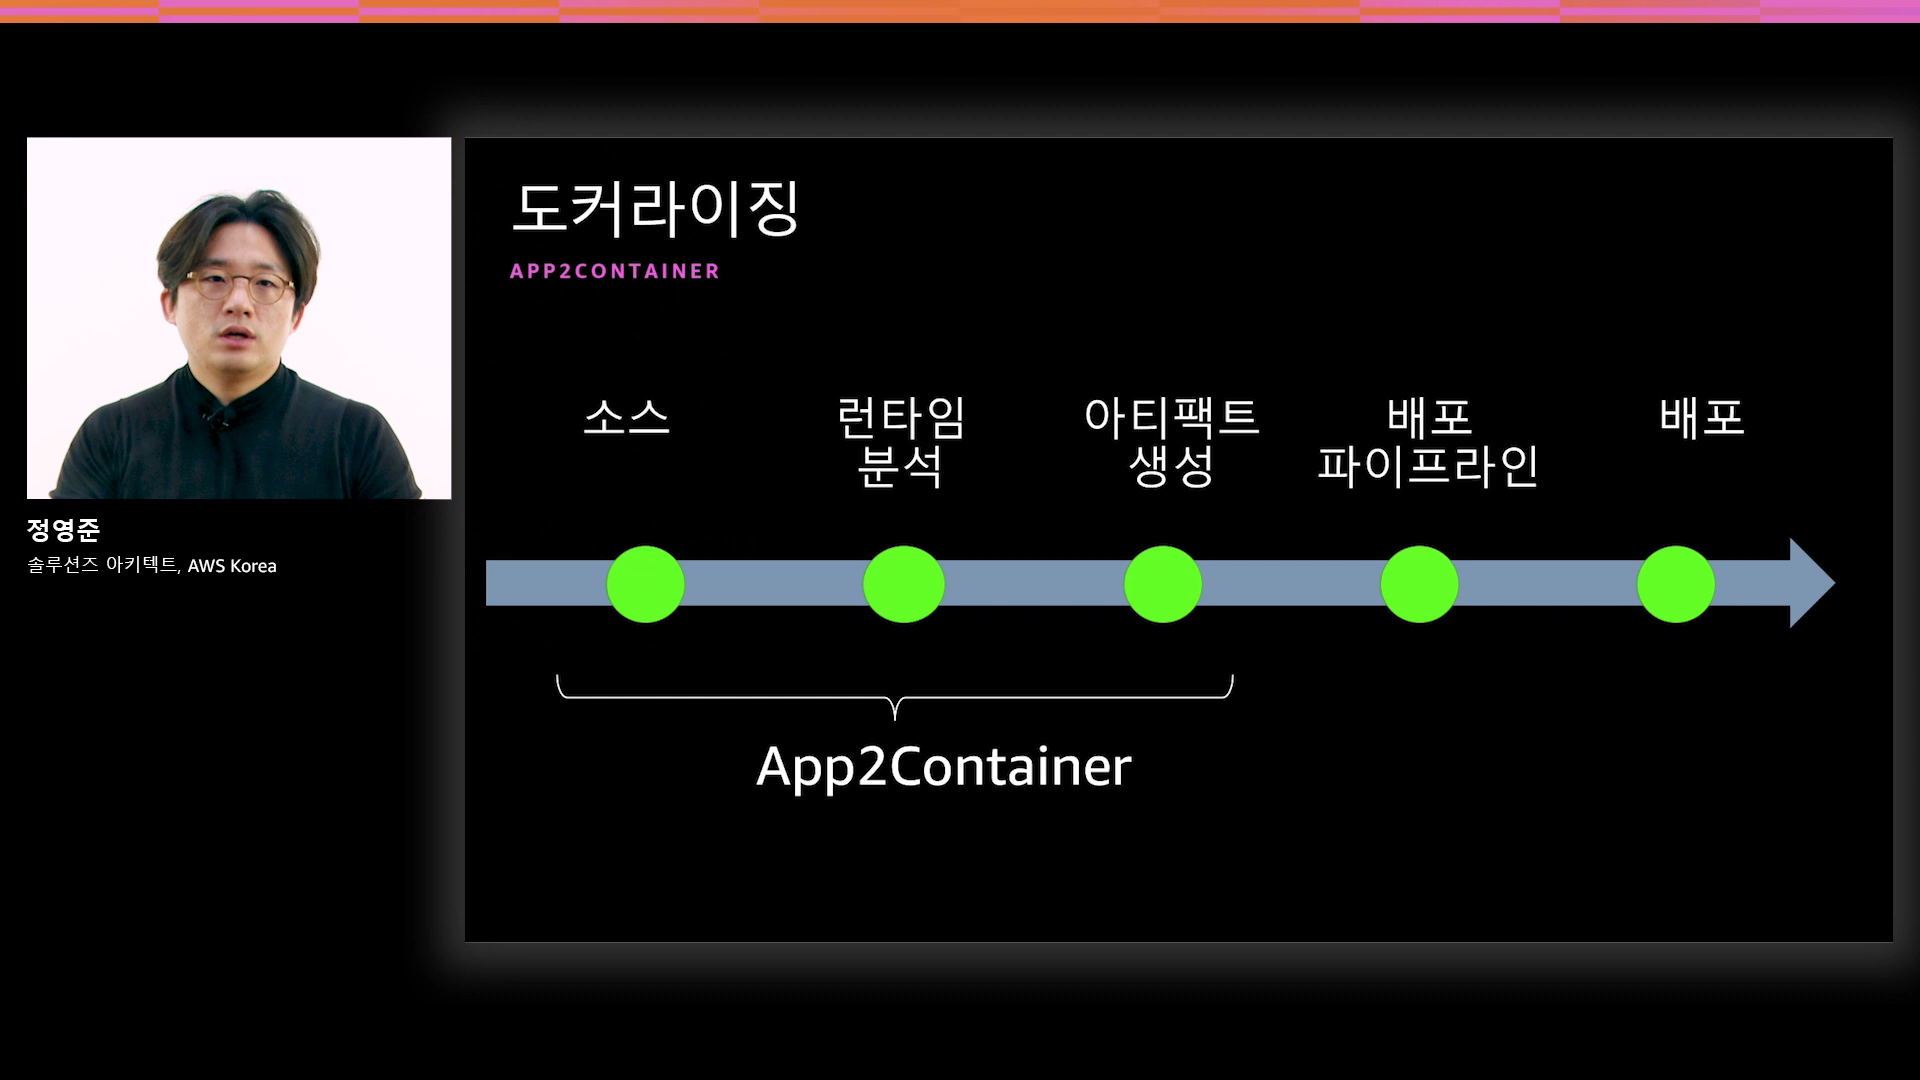 정영준
솔루션즈 아키텍트, AWS Korea
도커라이징
APP2CONTAINER
소스
런타임
분석
아티팩트
생성
배포
파이프라인
배포
App2Container